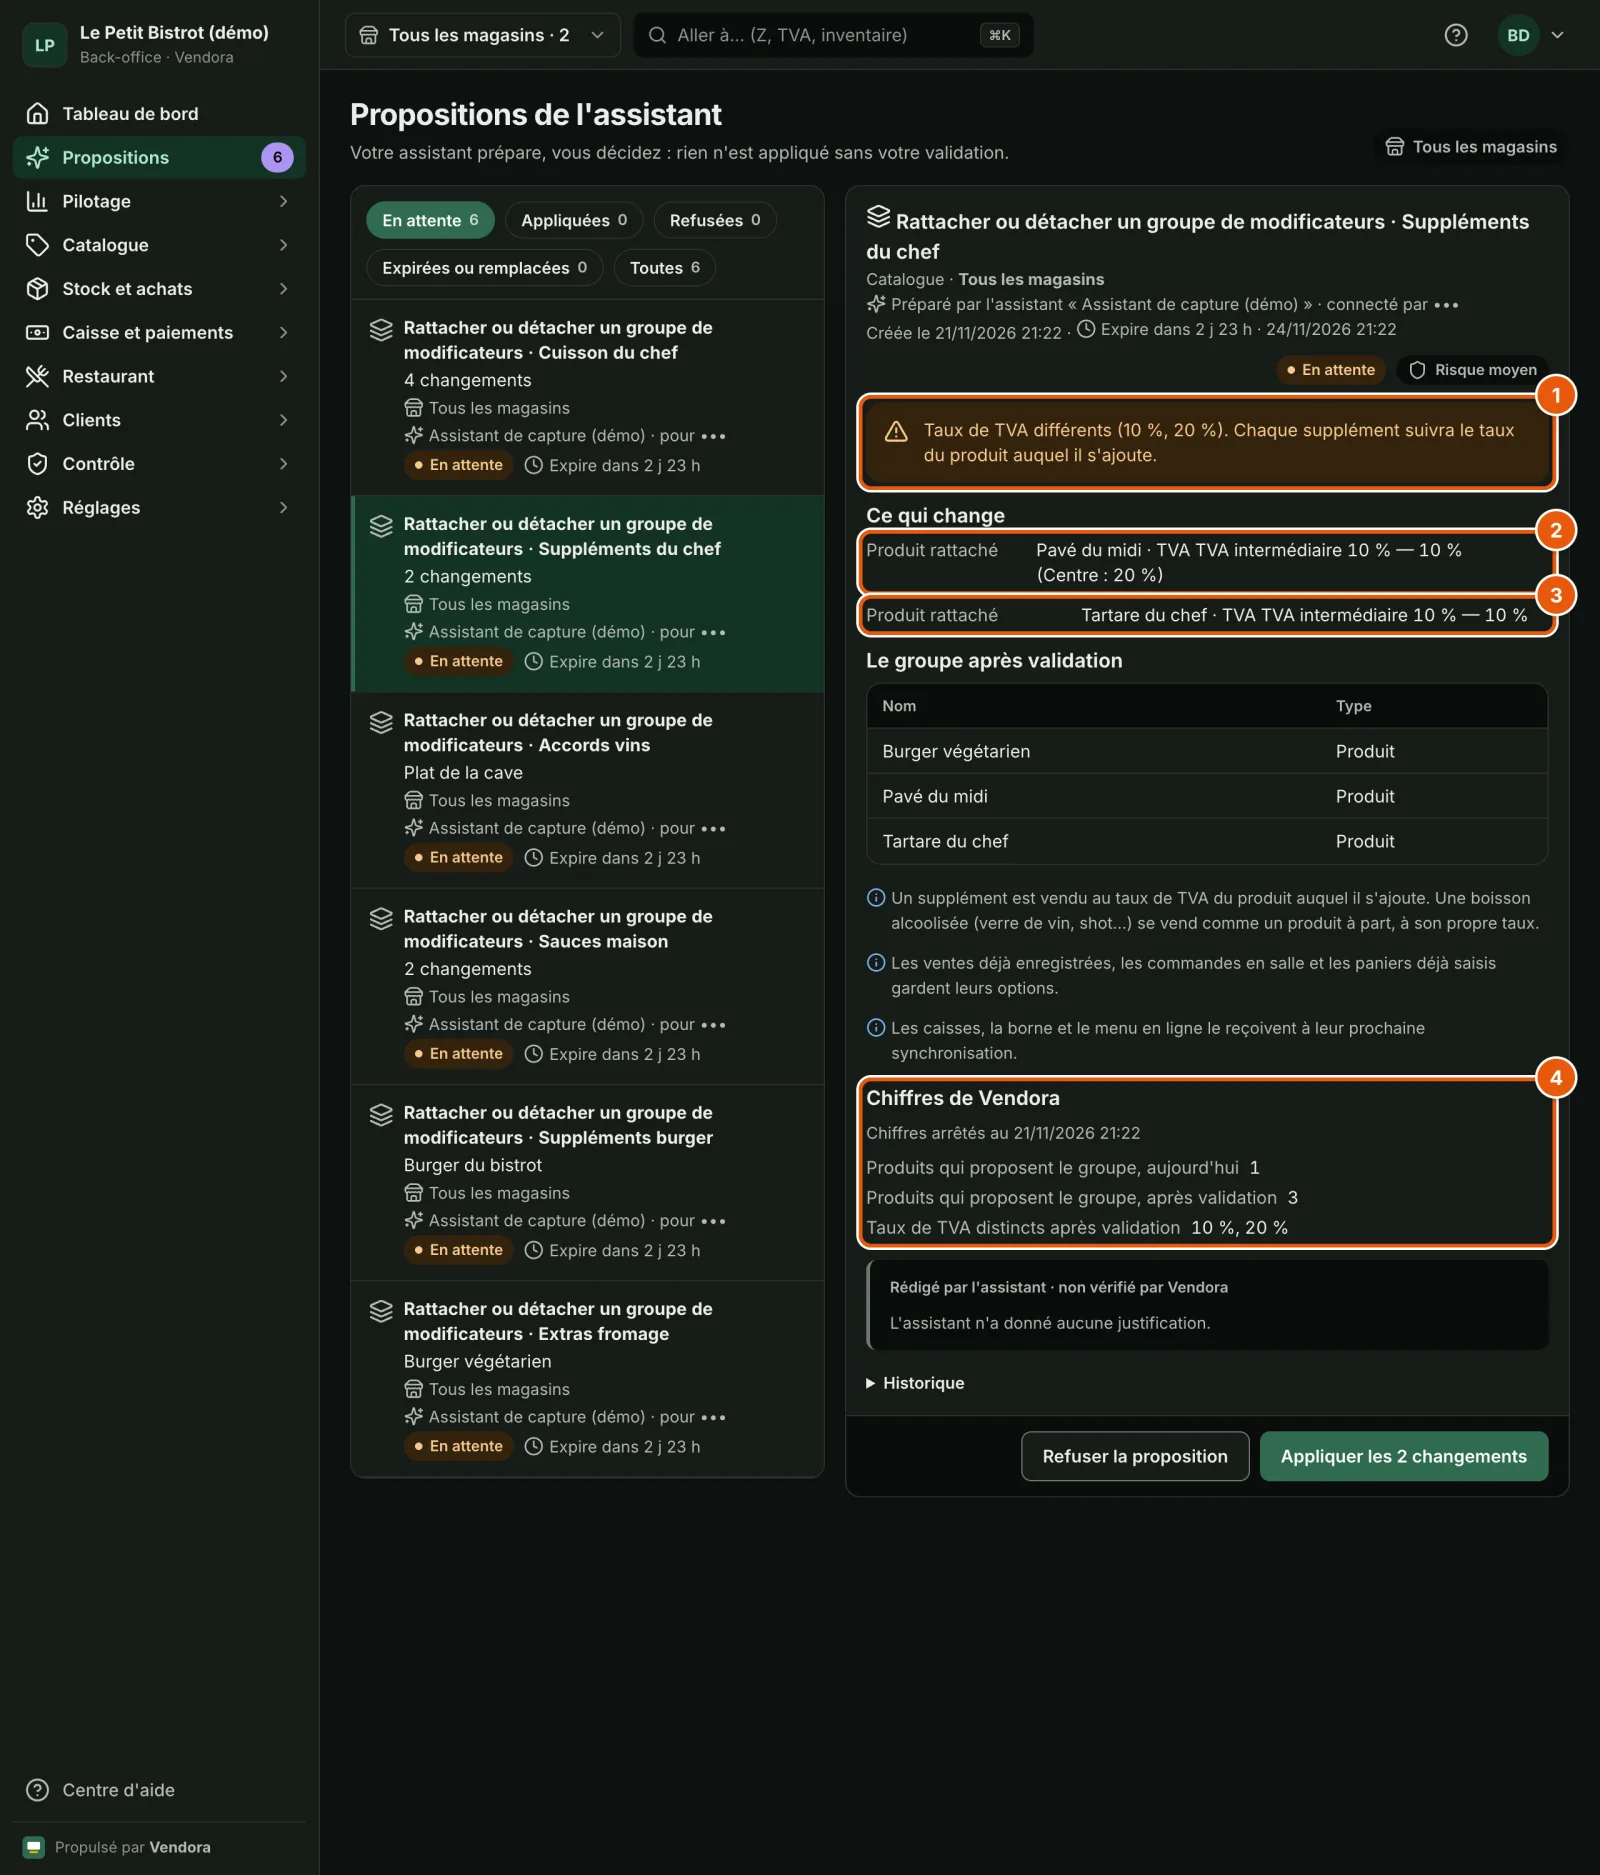 LP
Le Petit Bistrot (démo)
Back-office · Vendora
Tous les magasins · 2
Aller à... (Z, TVA, inventaire)
⌘K
BD
Tableau de bord
Propositions
6
Pilotage
Catalogue
Stock et achats
Caisse et paiements
Restaurant
Clients
Contrôle
Réglages
Centre d'aide
Propulsé par Vendora
Propositions de l'assistant
Votre assistant prépare, vous décidez : rien n'est appliqué sans votre validation.
Tous les magasins
En attente 6
Appliquées 0
Refusées 0
Expirées ou remplacées 0
Toutes 6
Rattacher ou détacher un groupe de
modificateurs · Cuisson du chef
4 changements
Tous les magasins
Assistant de capture (démo) · pour •••
En attente
Expire dans 2 j 23 h
Rattacher ou détacher un groupe de
modificateurs · Suppléments du chef
2 changements
Tous les magasins
Assistant de capture (démo) · pour •••
En attente
Expire dans 2 j 23 h
Rattacher ou détacher un groupe de
modificateurs · Accords vins
Plat de la cave
Tous les magasins
Assistant de capture (démo) · pour •••
En attente
Expire dans 2 j 23 h
Rattacher ou détacher un groupe de
modificateurs · Sauces maison
2 changements
Tous les magasins
Assistant de capture (démo) · pour •••
En attente
Expire dans 2 j 23 h
Rattacher ou détacher un groupe de
modificateurs · Suppléments burger
Burger du bistrot
Tous les magasins
Assistant de capture (démo) · pour •••
En attente
Expire dans 2 j 23 h
Rattacher ou détacher un groupe de
modificateurs · Extras fromage
Burger végétarien
Tous les magasins
Assistant de capture (démo) · pour •••
En attente
Expire dans 2 j 23 h
Rattacher ou détacher un groupe de modificateurs · Suppléments
du chef
Catalogue · Tous les magasins
Préparé par l'assistant « Assistant de capture (démo) » · connecté par •••
Créée le 21/11/2026 21:22 · Expire dans 2 j 23 h · 24/11/2026 21:22
En attente
Risque moyen
1
Taux de TVA différents (10 %, 20 %). Chaque supplément suivra le taux
du produit auquel il s'ajoute.
Ce qui change
2
Produit rattaché
Pavé du midi · TVA TVA intermédiaire 10 % — 10 %
(Centre : 20 %)
3
Produit rattaché
Tartare du chef · TVA TVA intermédiaire 10 % — 10 %
Le groupe après validation
Nom
Type
Burger végétarien
Produit
Pavé du midi
Produit
Tartare du chef
Produit
Un supplément est vendu au taux de TVA du produit auquel il s'ajoute. Une boisson
alcoolisée (verre de vin, shot...) se vend comme un produit à part, à son propre taux.
Les ventes déjà enregistrées, les commandes en salle et les paniers déjà saisis
gardent leurs options.
Les caisses, la borne et le menu en ligne le reçoivent à leur prochaine
synchronisation.
4
Chiffres de Vendora
Chiffres arrêtés au 21/11/2026 21:22
Produits qui proposent le groupe, aujourd'hui 1
Produits qui proposent le groupe, après validation 3
Taux de TVA distincts après validation 10 %, 20 %
Rédigé par l'assistant · non vérifié par Vendora
L'assistant n'a donné aucune justification.
Historique
Refuser la proposition
Appliquer les 2 changements